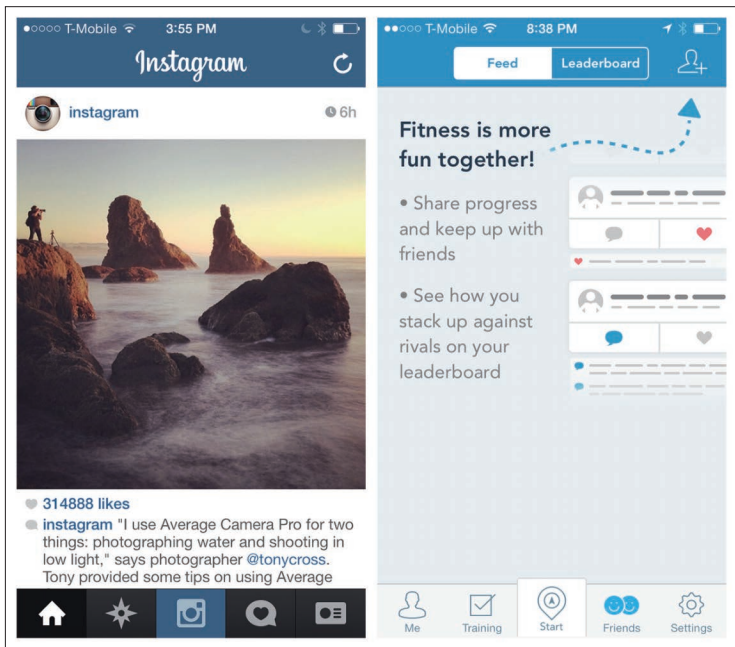 T-Mobile 3:55 PM
Instagram
instagram 6h
314888 likes
instagram "I use Average Camera Pro for two
things: photographing water and shooting in
low light," says photographer @tonycross.
Tony provided some tips on using Average
T-Mobile 8:38 PM
Feed Leaderboard
Fitness is more
fun together!
• Share progress
and keep up with
friends
• See how you
stack up against
rivals on your
leaderboard
Me Training Start Friends Settings